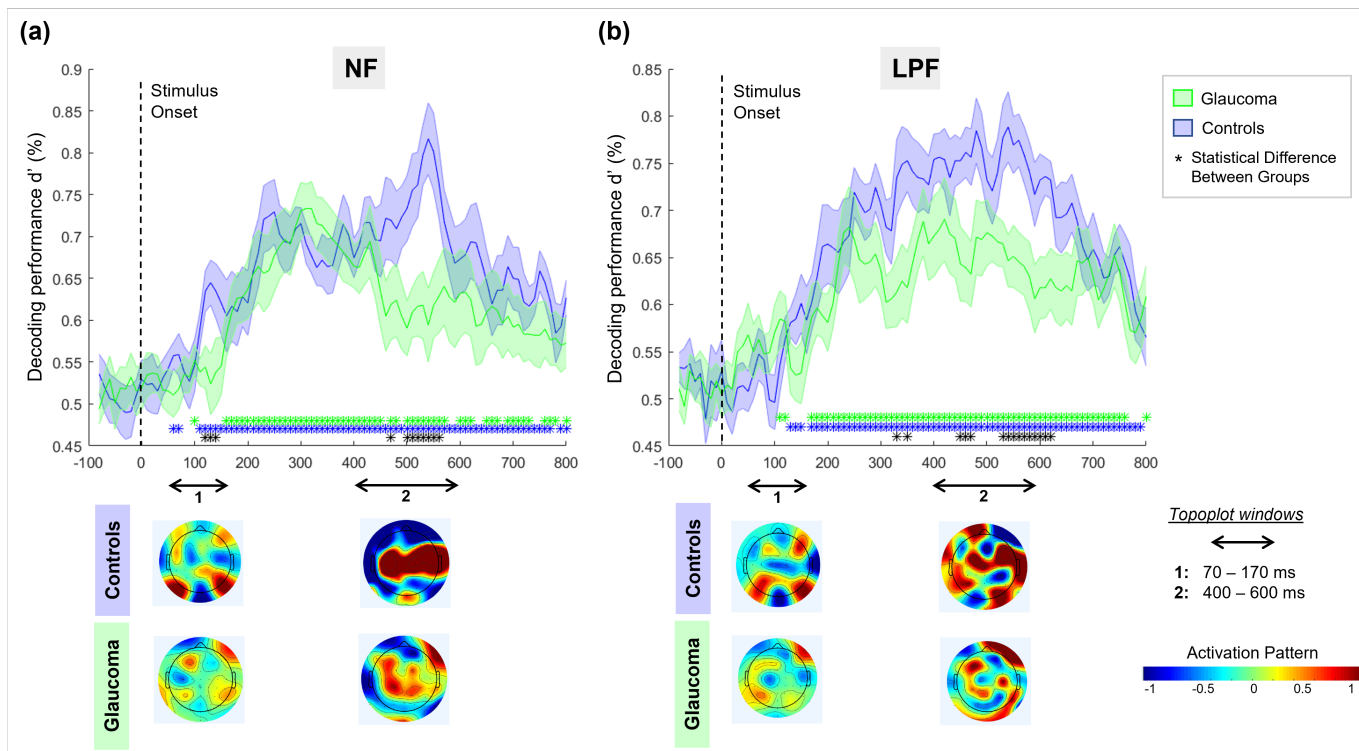 (a)
NF
Decoding performance d' (%)
0.9
0.85
0.8
0.75
0.7
0.65
0.6
0.55
0.5
0.45
Stimulus
Onset
-100 0 100 200 300 400 500 600 700 800
1 2
Controls
Glaucoma
(b)
LPF
Decoding performance d' (%)
0.85
0.8
0.75
0.7
0.65
0.6
0.55
0.5
0.45
Stimulus
Onset
-100 0 100 200 300 400 500 600 700 800
1 2
Controls
Glaucoma
Glaucoma
Controls
* Statistical Difference
Between Groups
Topoplot windows
1: 70 – 170 ms
2: 400 – 600 ms
Activation Pattern
-1 -0.5 0 0.5 1